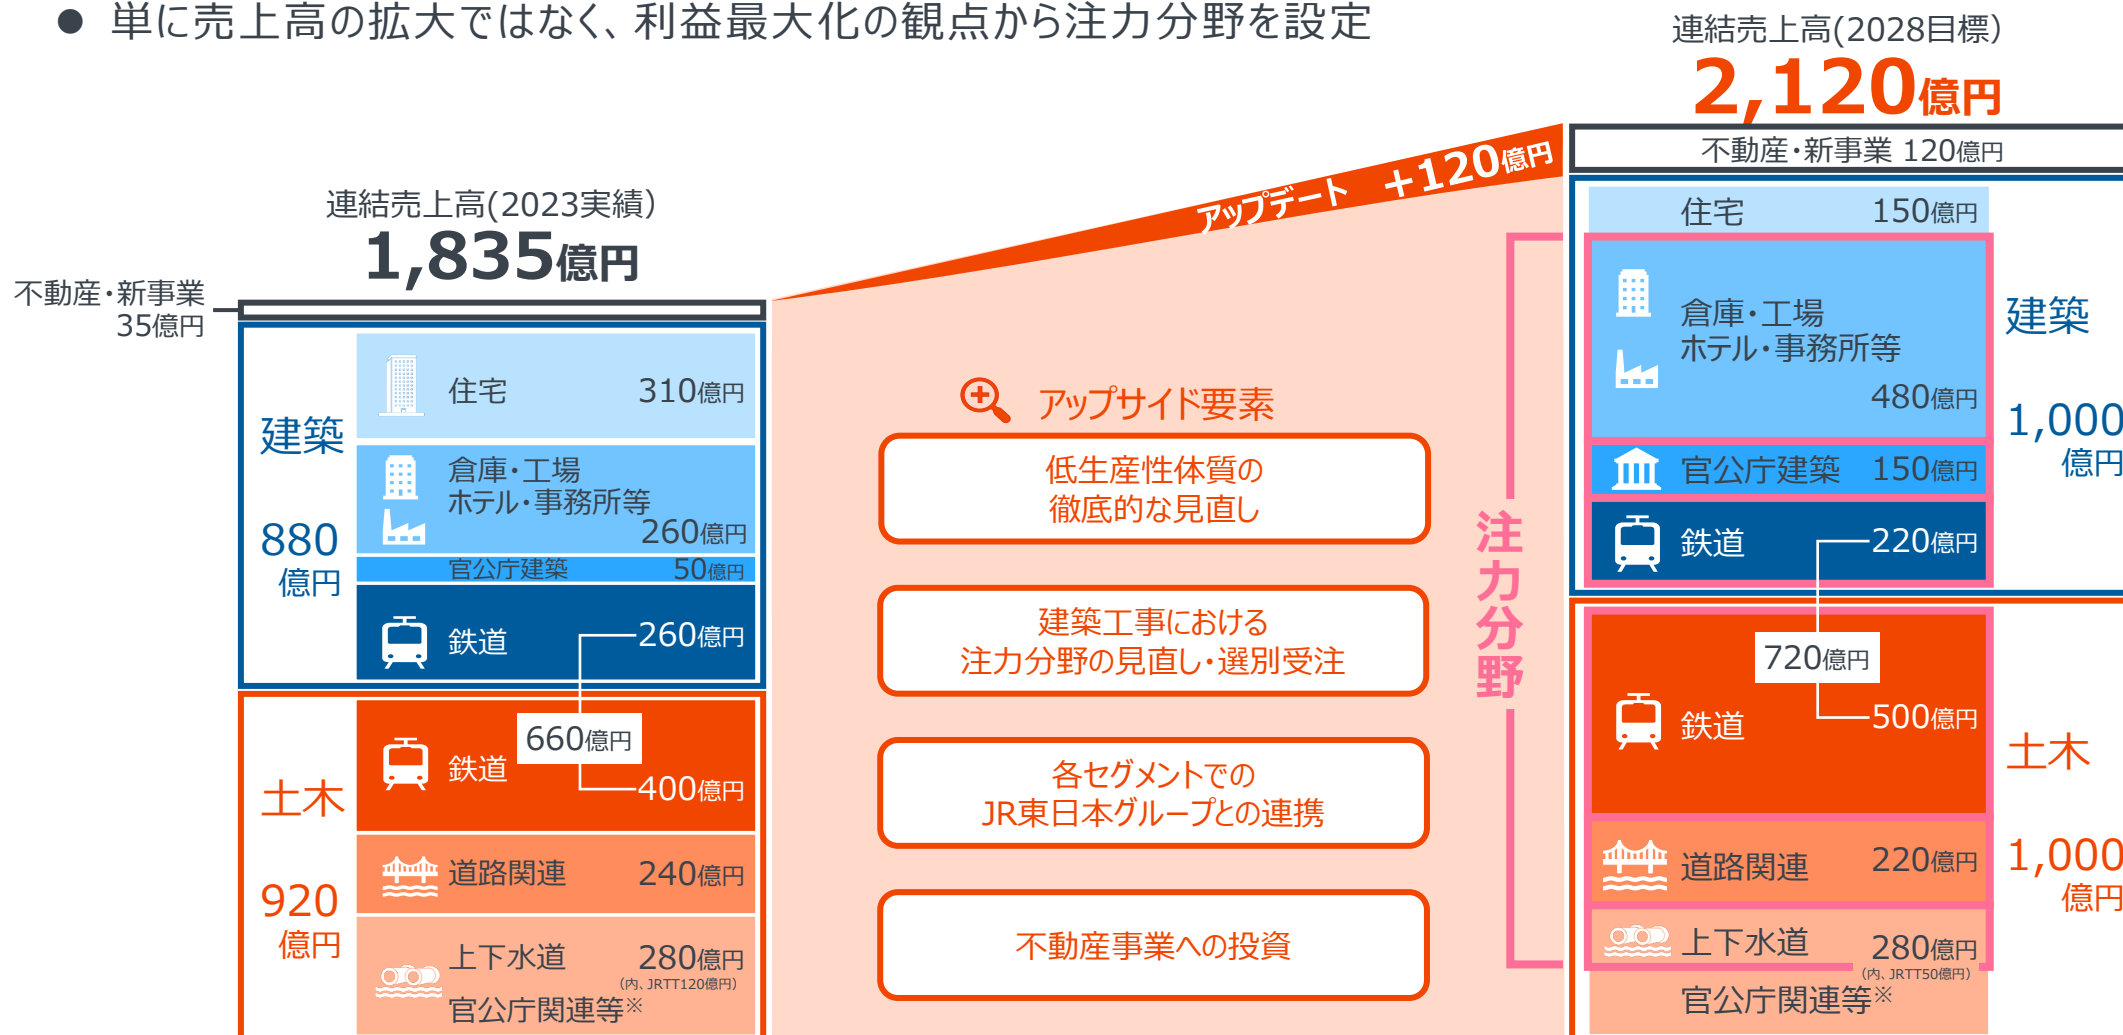 ● 単に売上高の拡大ではなく、利益最大化の観点から注力分野を設定
連結売上高(2023実績)
1,835億円
不動産・新事業
35億円
建築
880
億円
住宅 310億円
倉庫・工場
ホテル・事務所等
260億円
官公庁建築 50億円
鉄道 260億円
660億円
土木
920
億円
鉄道
400億円
道路関連 240億円
上下水道 280億円
(内、JRTT120億円)
官公庁関連等※
アップデート +120億円
アップサイド要素
低生産性体質の
徹底的な見直し
建築工事における
注力分野の見直し・選別受注
各セグメントでの
JR東日本グループとの連携
不動産事業への投資
注力分野
連結売上高(2028目標)
2,120億円
不動産・新事業 120億円
住宅 150億円
倉庫・工場
ホテル・事務所等
480億円
官公庁建築 150億円
鉄道 220億円
建築
1,000
億円
720億円
鉄道 500億円
道路関連 220億円
上下水道 280億円
(内、JRTT50億円)
官公庁関連等※
土木
1,000
億円